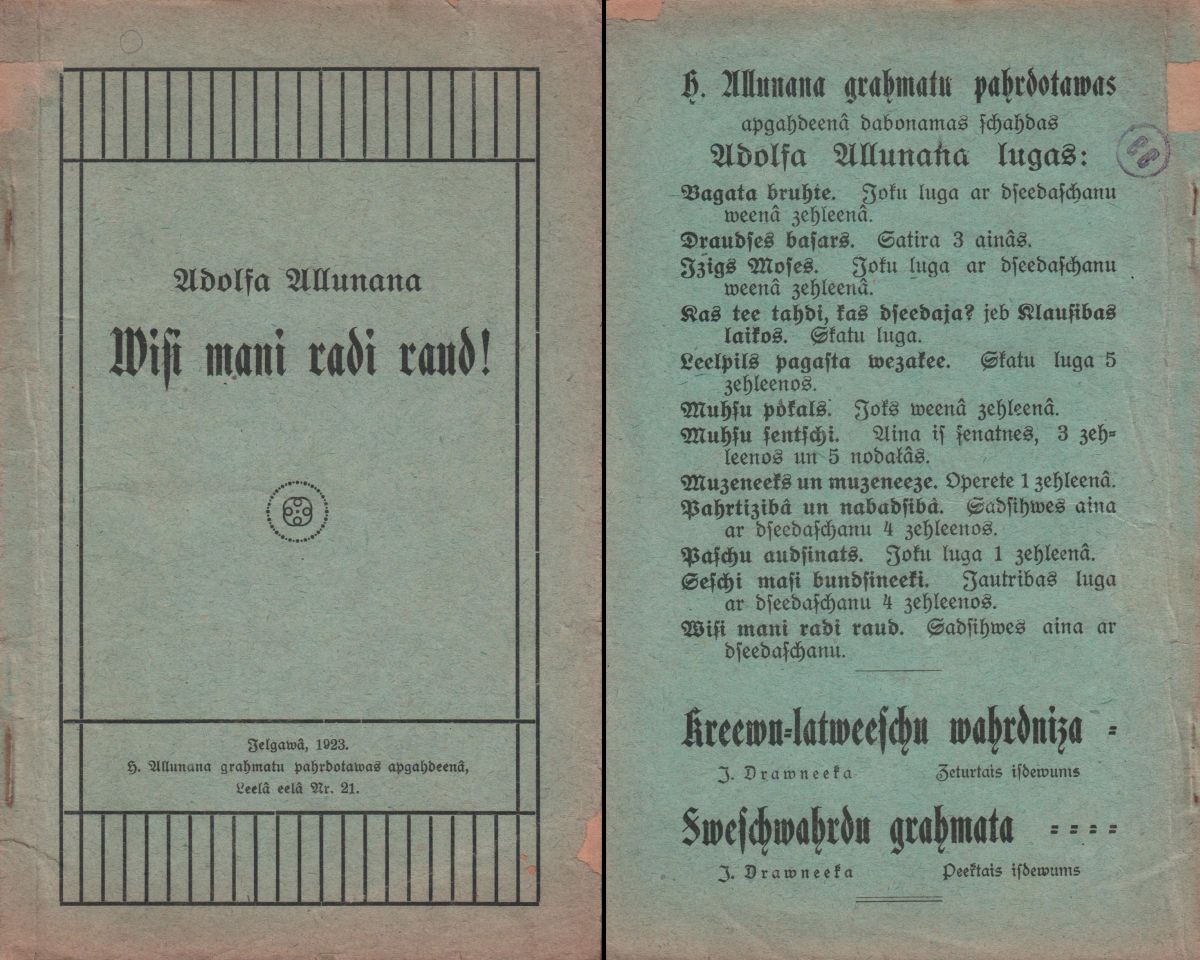 Adolfa Allunana
Wiſi mani radi raud!
Jelgawâ, 1923.
H. Allunana grahmatu pahrdotawas apgahdeenâ,
Leelâ eelâ Nr. 21.
H. Allunana grahmatu pahrdotawas
apgahdeenâ dabonamas ſchahdas
Adolfa Allunana lugas:
Bagata bruhte. Joku luga ar dſeedaſchanu
weenâ zehleenâ.
Draudſes baſars. Satira 3 ainâs.
Izigs Moſes. Joku luga ar dſeedaſchanu
weenâ zehleenâ.
Kas tee tahdi, kas dſeedaja? jeb Klauſibas
laikos. Skatu luga.
Leelpils pagaſta wezakee. Skatu luga 5
zehleenos.
Muhſu pokals. Joks weenâ zehleenâ.
Muhſu ſentſchi. Aina iſ ſenatnes, 3 zeh⸗
leenos un 5 nodałâs.
Muzeneeks un muzeneeze. Operete 1 zehleenâ.
Pahrtizibâ un nabadſibâ. Sadſihwes aina
ar dſeedaſchanu 4 zehleenos.
Paſchu audſinats. Joku luga 1 zehleenâ.
Seſchi maſi bundſineeki. Jautribas luga
ar dſeedaſchanu 4 zehleenos.
Wiſi mani radi raud. Sadſihwes aina ar
dſeedaſchanu.
Kreewu⸗latweeſchu wahrdniza
J. Drawneeka Zeturtais iſdewums
Sweſchwahrdu grahmata
J. Drawneeka Peektais iſdewums